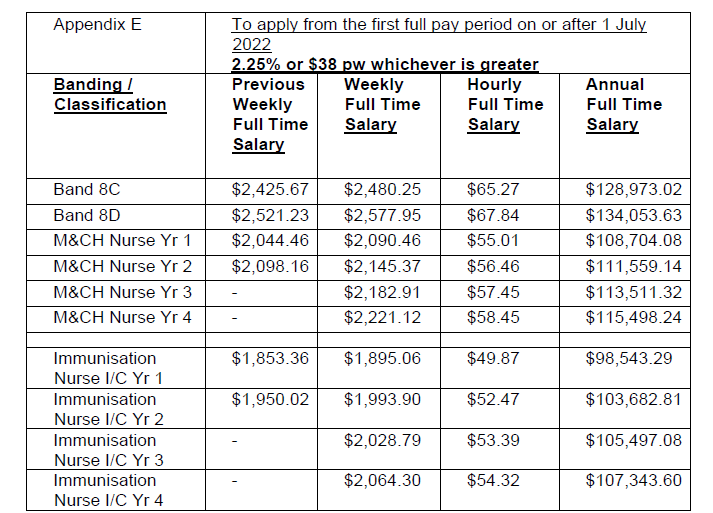 Appendix E
To apply from the first full pay period on or after 1 July
2022
2.25% or $38 pw whichever is greater
Banding / Previous Weekly Hourly Annual
Classification Weekly Full Time Full Time Full Time
Full Time Salary Salary Salary
Salary
Band 8C $2,425.67 $2,480.25 $65.27 $128,973.02
Band 8D $2,521.23 $2,577.95 $67.84 $134,053.63
M&CH Nurse Yr 1 $2,044.46 $2,090.46 $55.01 $108,704.08
M&CH Nurse Yr 2 $2,098.16 $2,145.37 $56.46 $111,559.14
M&CH Nurse Yr 3 - $2,182.91 $57.45 $113,511.32
M&CH Nurse Yr 4 - $2,221.12 $58.45 $115,498.24
Immunisation $1,853.36 $1,895.06 $49.87 $98,543.29
Nurse I/C Yr 1
Immunisation $1,950.02 $1,993.90 $52.47 $103,682.81
Nurse I/C Yr 2
Immunisation - $2,028.79 $53.39 $105,497.08
Nurse I/C Yr 3
Immunisation - $2,064.30 $54.32 $107,343.60
Nurse I/C Yr 4